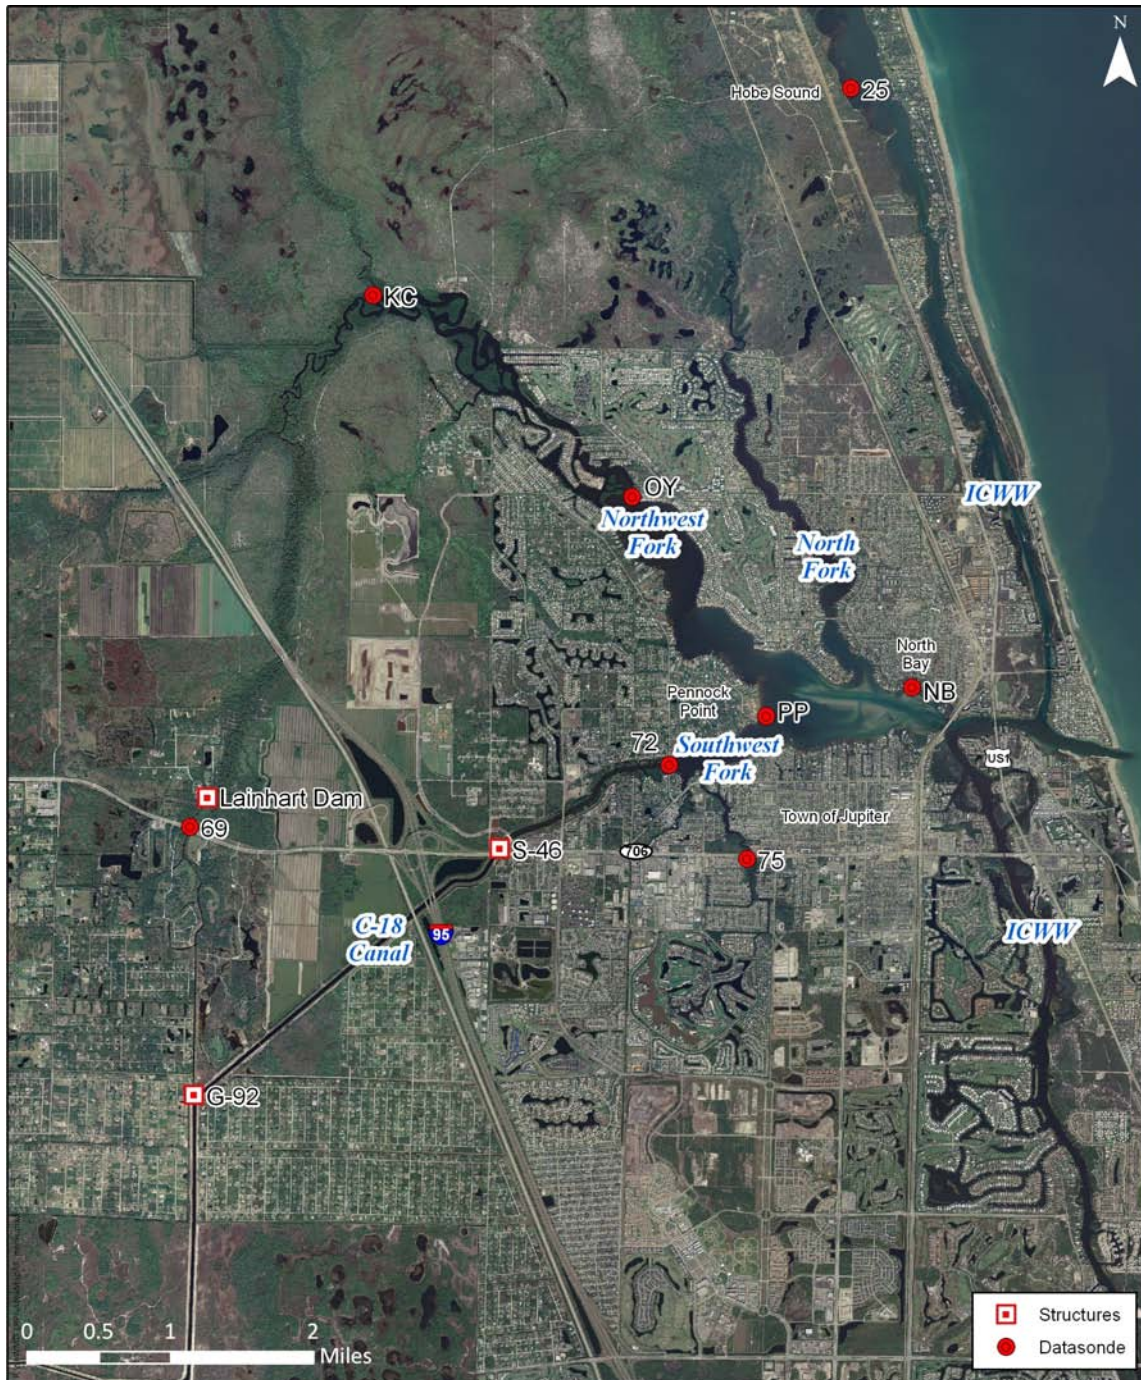 N
Hobe Sound
25
KC
OY
Northwest
Fork
ICWW
North
Fork
North
Bay
NB
Pennock
Point
PP
72
Southwest
Fork
US1
Lainhart Dam
69
Town of Jupiter
S-46
706
75
C-18
Canal
95
ICWW
G-92
0 0.5 1 2
Miles
Structures
Datasonde